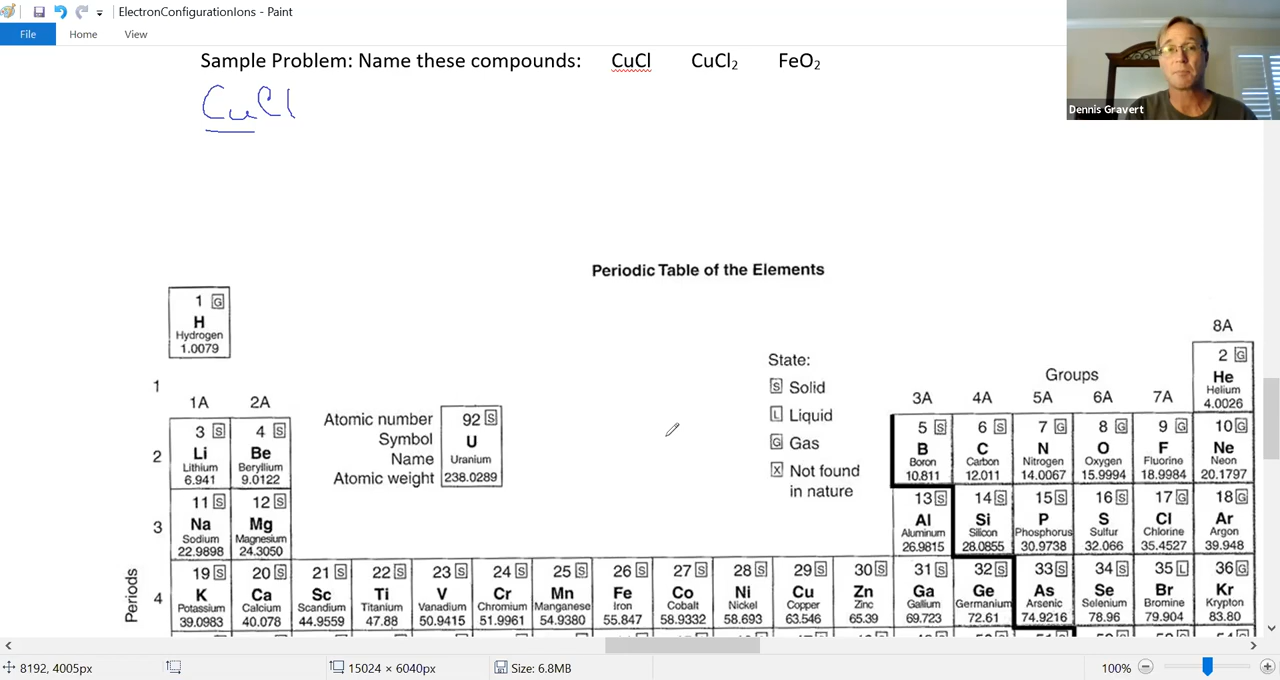 ElectronConfigurationIons - Paint
File Home View
Sample Problem: Name these compounds: CuCl CuCl₂ FeO₂
CuCl
Dennis Gravert
Periodic Table of the Elements
1 G
H
Hydrogen
1.0079
8A
2 G
He
Helium
4.0026
State:
S Solid
L Liquid
G Gas
X Not found
in nature
Groups
1
1A 2A
3A 4A 5A 6A 7A
Atomic number 92 S
Symbol U
Name Uranium
Atomic weight 238.0289
2
3 S 4 S 5 S 6 S 7 G 8 G 9 G 10 G
Li Be B C N O F Ne
Lithium Beryllium Boron Carbon Nitrogen Oxygen Fluorine Neon
6.941 9.0122 10.811 12.011 14.0067 15.9994 18.9984 20.1797
3
11 S 12 S 13 S 14 S 15 S 16 S 17 G 18 G
Na Mg Al Si P S Cl Ar
Sodium Magnesium Aluminum Silicon Phosphorus Sulfur Chlorine Argon
22.9898 24.3050 26.9815 28.0855 30.9738 32.066 35.4527 39.948
Periods
4
19 S 20 S 21 S 22 S 23 S 24 S 25 S 26 S 27 S 28 S 29 S 30 S 31 S 32 S 33 S 34 S 35 L 36 G
K Ca Sc Ti V Cr Mn Fe Co Ni Cu Zn Ga Ge As Se Br Kr
Potassium Calcium Scandium Titanium Vanadium Chromium Manganese Iron Cobalt Nickel Copper Zinc Gallium Germanium Arsenic Selenium Bromine Krypton
39.0983 40.078 44.9559 47.88 50.9415 51.9961 54.9380 55.847 58.9332 58.693 63.546 65.39 69.723 72.61 74.9216 78.96 79.904 83.80
8192, 4005px 15024 × 6040px Size: 6.8MB 100%